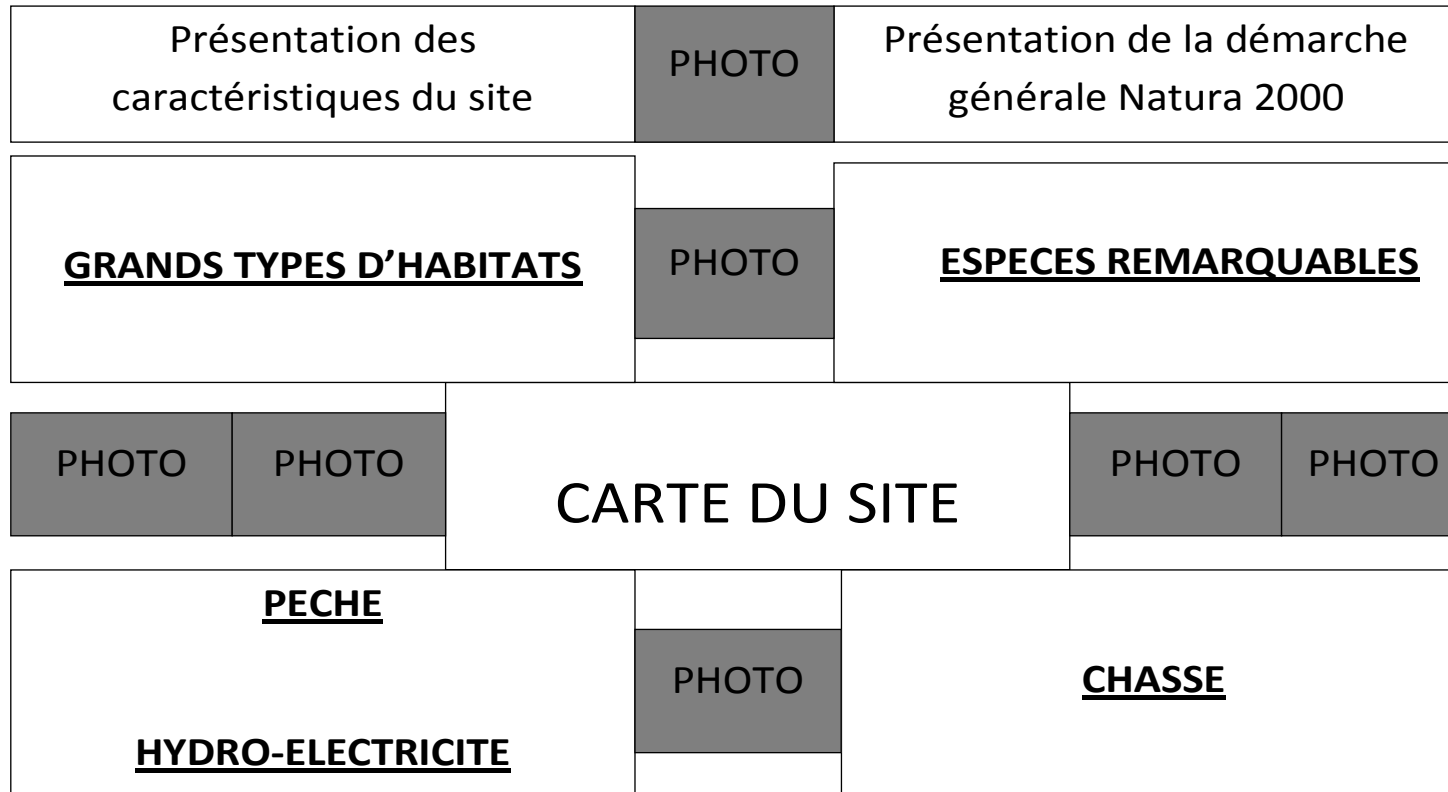 Présentation des
caractéristiques du site
PHOTO
Présentation de la démarche
générale Natura 2000
GRANDS TYPES D’HABITATS
PHOTO
ESPECES REMARQUABLES
PHOTO
PHOTO
CARTE DU SITE
PHOTO
PHOTO
PECHE
HYDRO-ELECTRICITE
PHOTO
CHASSE